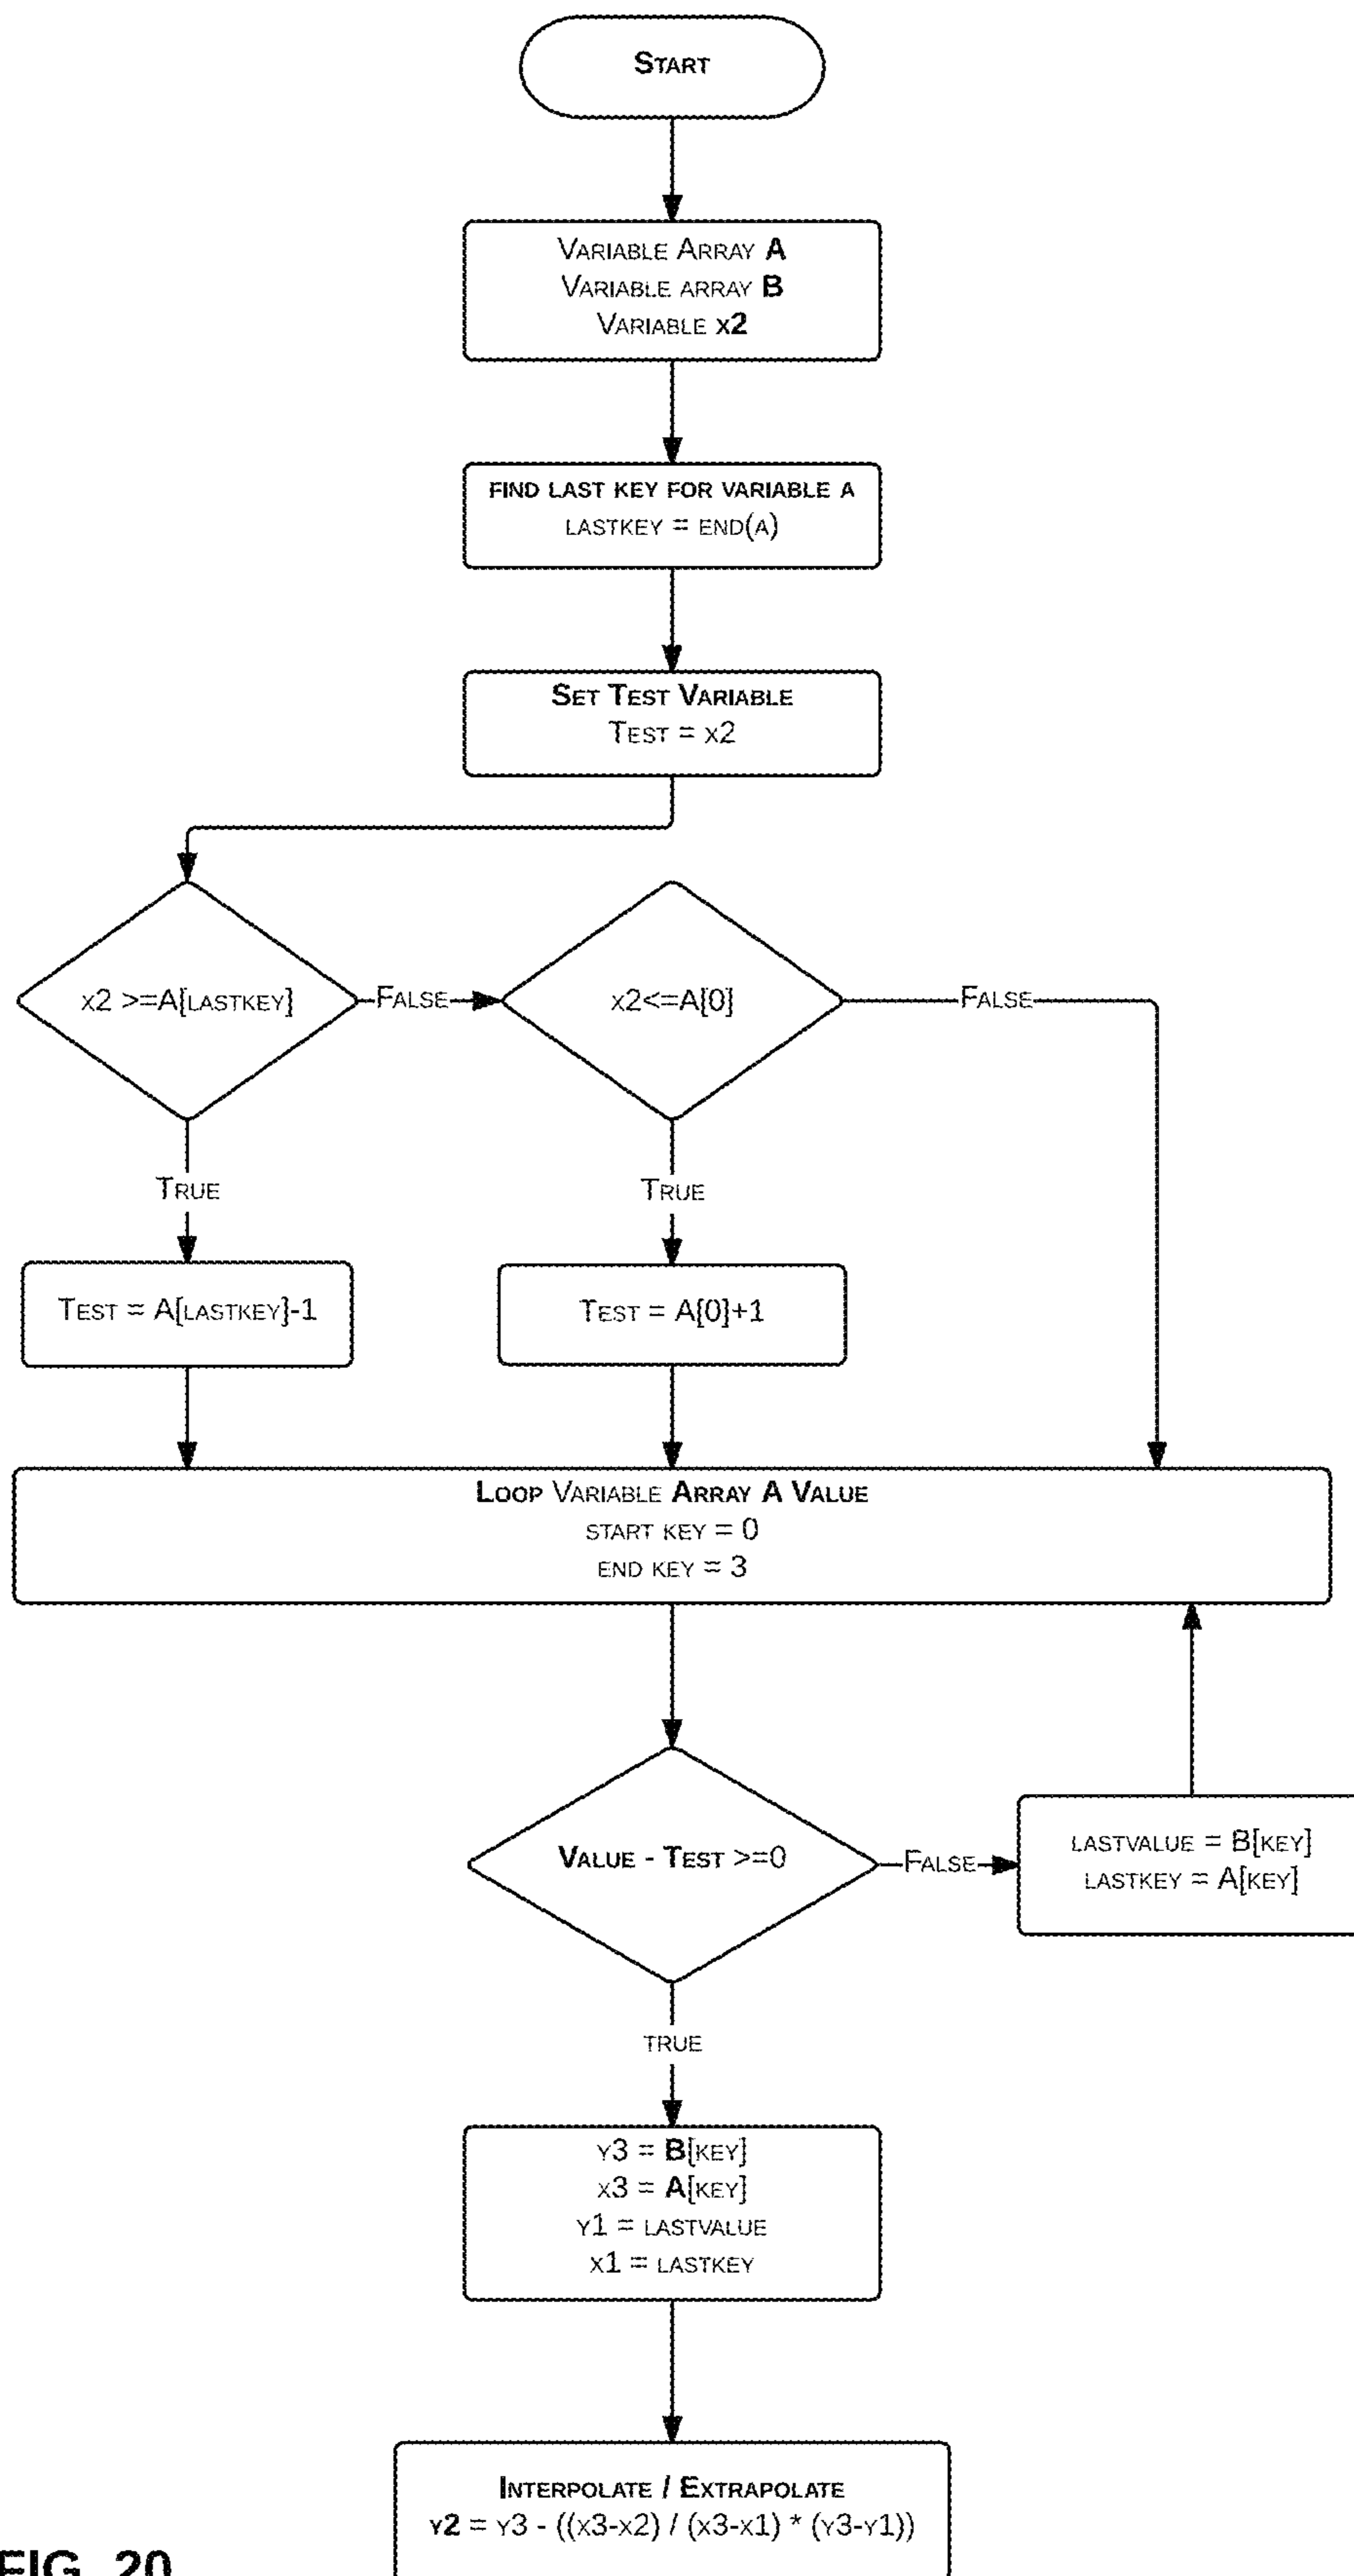 START
VARIABLE ARRAY A
VARIABLE ARRAY B
VARIABLE X2
FIND LAST KEY FOR VARIABLE A
LASTKEY = END(A)
SET TEST VARIABLE
TEST = X2
X2 >=A[LASTKEY]
FALSE
X2<=A[0]
FALSE
TRUE
TRUE
TEST = A[LASTKEY]-1
TEST = A[0]+1
LOOP VARIABLE ARRAY A VALUE
START KEY = 0
END KEY = 3
VALUE - TEST >=0
FALSE
LASTVALUE = B[KEY]
LASTKEY = A[KEY]
TRUE
Y3 = B[KEY]
X3 = A[KEY]
Y1 = LASTVALUE
X1 = LASTKEY
INTERPOLATE / EXTRAPOLATE
Y2 = Y3 - ((X3-X2) / (X3-X1) * (Y3-Y1))
FIG. 20